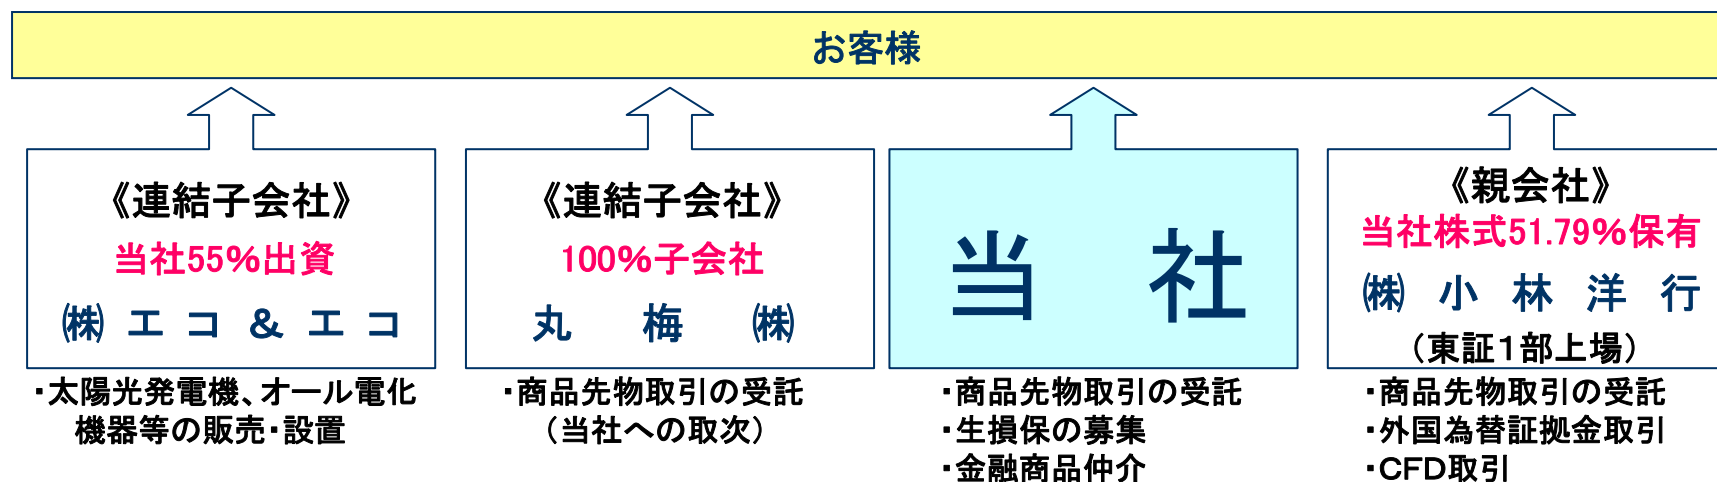 お客様
《連結子会社》
当社55%出資
㈱エコ&エコ
・太陽光発電機、オール電化
機器等の販売・設置
《連結子会社》
100%子会社
丸梅㈱
・商品先物取引の受託
（当社への取次）
当社
・商品先物取引の受託
・生損保の募集
・金融商品仲介
《親会社》
当社株式51.79%保有
㈱小林洋行
（東証1部上場）
・商品先物取引の受託
・外国為替証拠金取引
・CFD取引